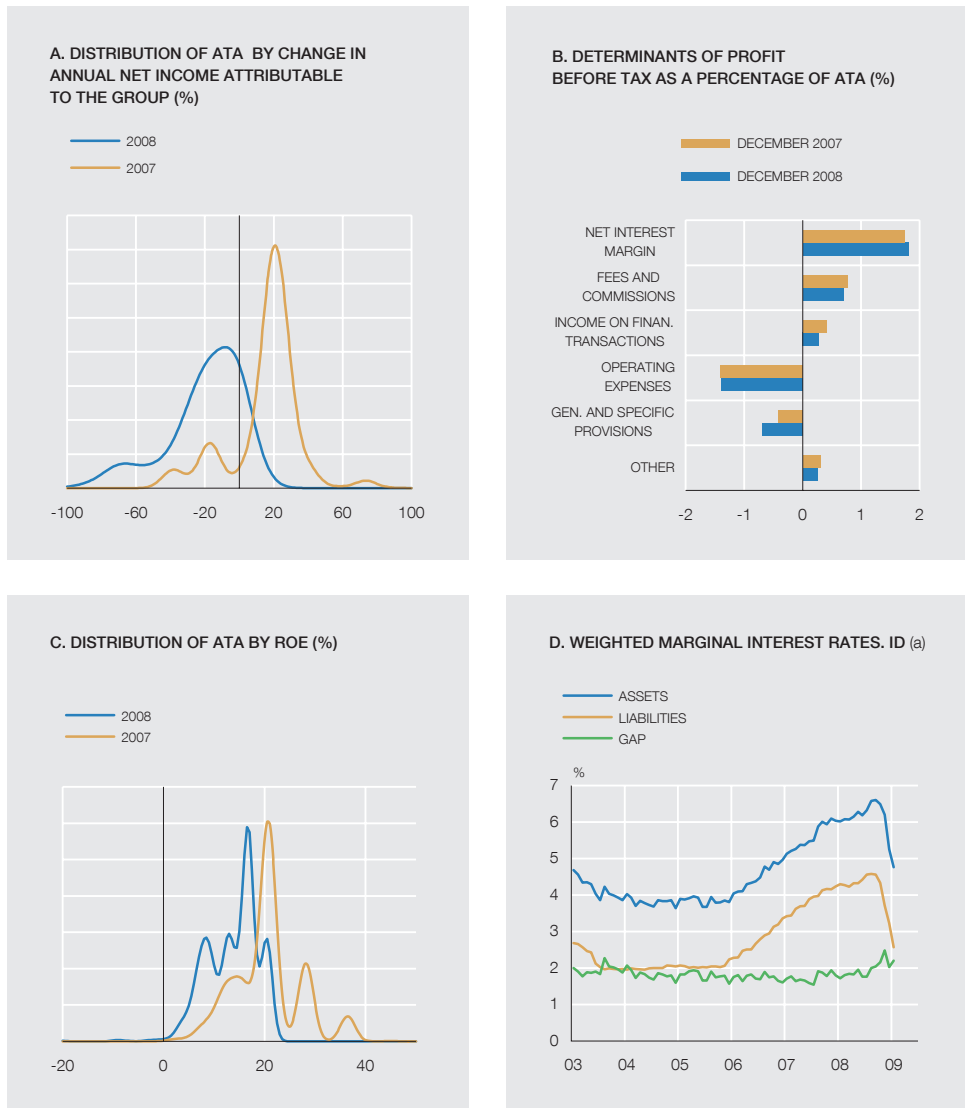 A. DISTRIBUTION OF ATA BY CHANGE IN
ANNUAL NET INCOME ATTRIBUTABLE
TO THE GROUP (%)
2008
2007
-100 -60 -20 20 60 100
B. DETERMINANTS OF PROFIT
BEFORE TAX AS A PERCENTAGE OF ATA (%)
DECEMBER 2007
DECEMBER 2008
NET INTEREST
MARGIN
FEES AND
COMMISSIONS
INCOME ON FINAN.
TRANSACTIONS
OPERATING
EXPENSES
GEN. AND SPECIFIC
PROVISIONS
OTHER
-2 -1 0 1 2
C. DISTRIBUTION OF ATA BY ROE (%)
2008
2007
-20 0 20 40
D. WEIGHTED MARGINAL INTEREST RATES. ID (a)
ASSETS
LIABILITIES
GAP
%
7
6
5
4
3
2
1
0
03 04 05 06 07 08 09